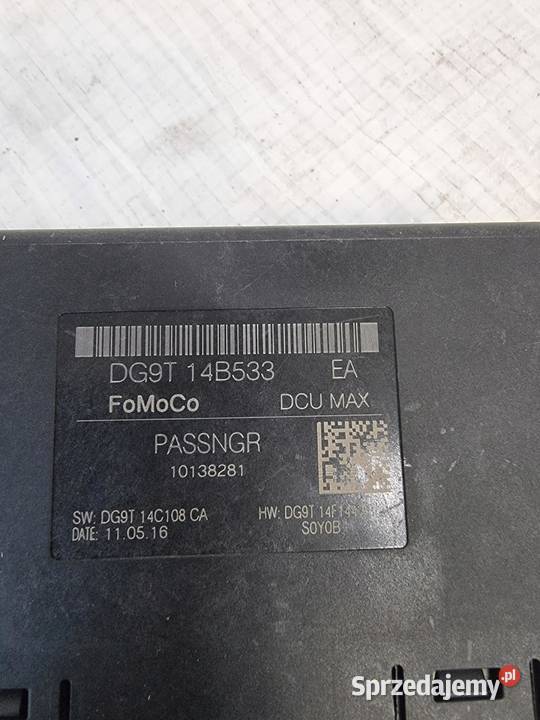 DG9T 14B533 EA
FoMoCo DCU MAX
PASSNGR
10138281
SW: DG9T 14C108 CA HW: DG9T
DATE: 11.05.16 S0Y0B
Sprzedajemy.pl